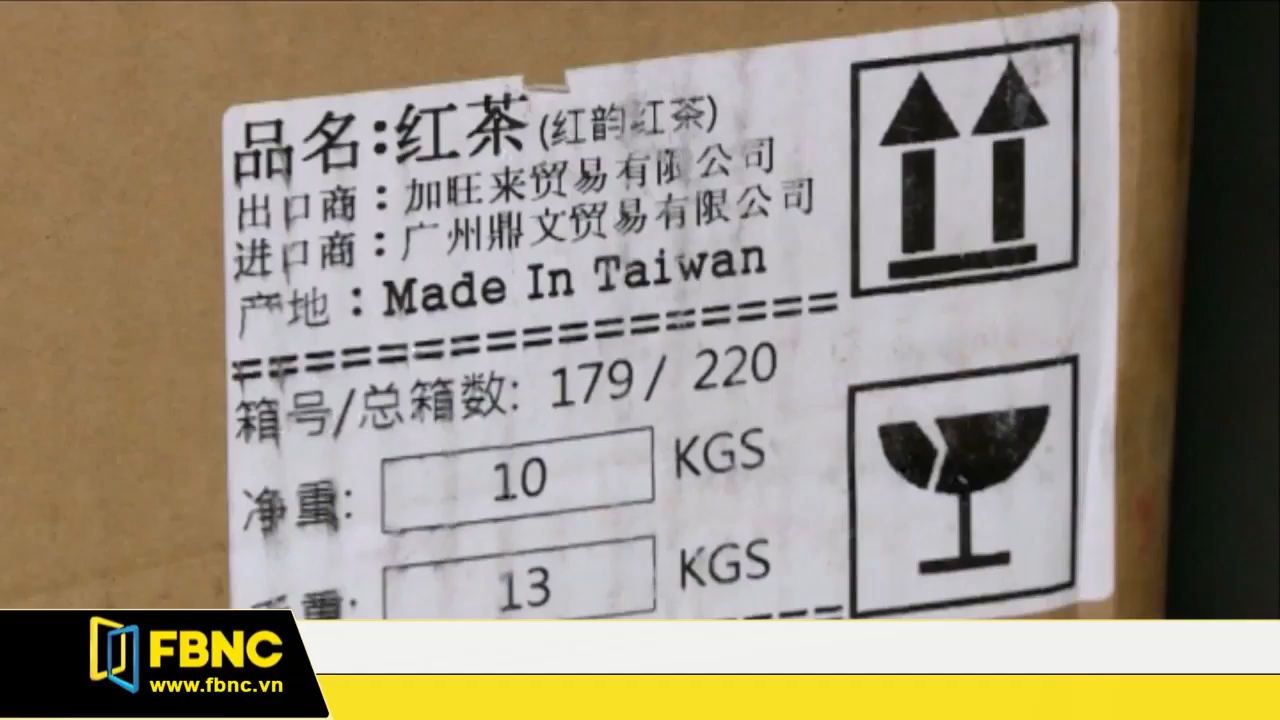 品名:红茶(红韵红茶)
出口商:加旺来贸易有限公司
进口商:广州鼎文贸易有限公司
产地:Made In Taiwan
==================
箱号/总箱数: 179/ 220
净重: 10 KGS
重: 13 KGS
FBNC
www.fbnc.vn